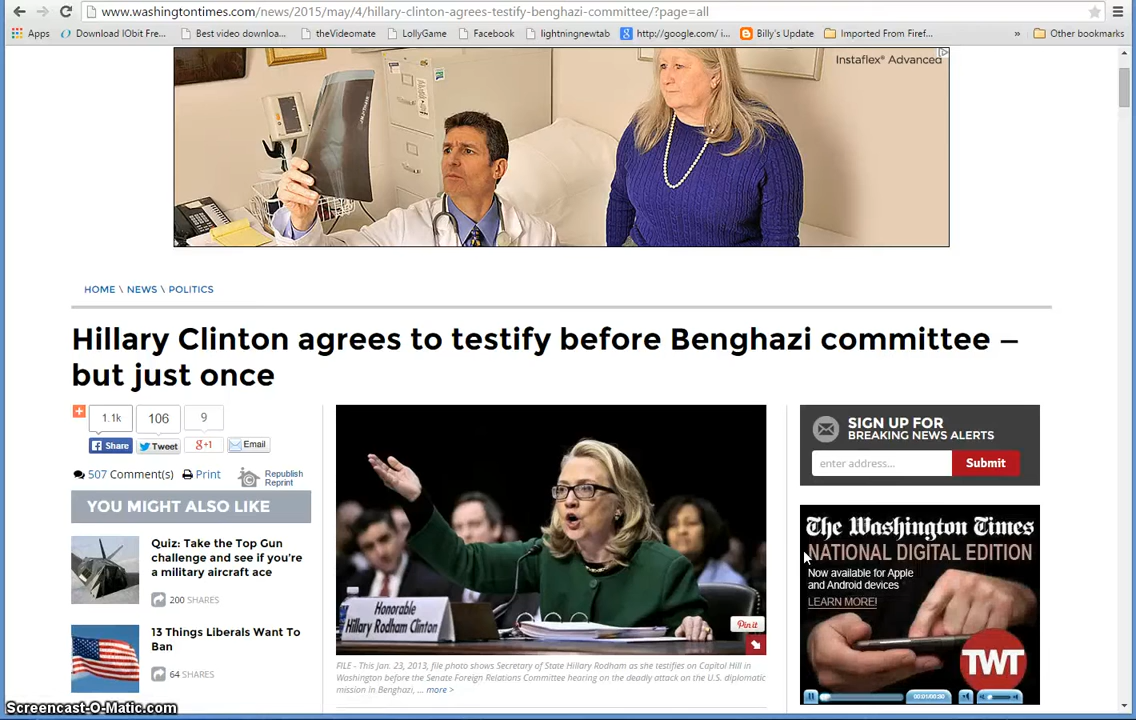 www.washingtontimes.com/news/2015/may/4/hillary-clinton-agrees-testify-benghazi-committee/?page=all
Apps Download IObit Fr... Best video downloa... theVideomate LollyGame Facebook lightningnewtab http://google.com/ i... Billy's Update Imported From Firef... » Other bookmarks
Instaflex® Advanced
HOME \ NEWS \ POLITICS
Hillary Clinton agrees to testify before Benghazi committee –
but just once
1.1k 106 9
Share Tweet g+1 Email
507 Comment(s) Print Republish
Reprint
YOU MIGHT ALSO LIKE
Quiz: Take the Top Gun
challenge and see if you're
a military aircraft ace
200 SHARES
13 Things Liberals Want To
Ban
64 SHARES
Honorable
Hillary Rodham Clinton
Pin it
FILE - This Jan. 23, 2013, file photo shows Secretary of State Hillary Rodham as she testifies on Capitol Hill in
Washington before the Senate Foreign Relations Committee hearing on the deadly attack on the U.S. diplomatic
mission in Benghazi, ... more >
SIGN UP FOR
BREAKING NEWS ALERTS
enter address... Submit
The Washington Times
NATIONAL DIGITAL EDITION
Now available for Apple
and Android devices
LEARN MORE!
TWT
00:01/00:30
Screencast-O-Matic.com